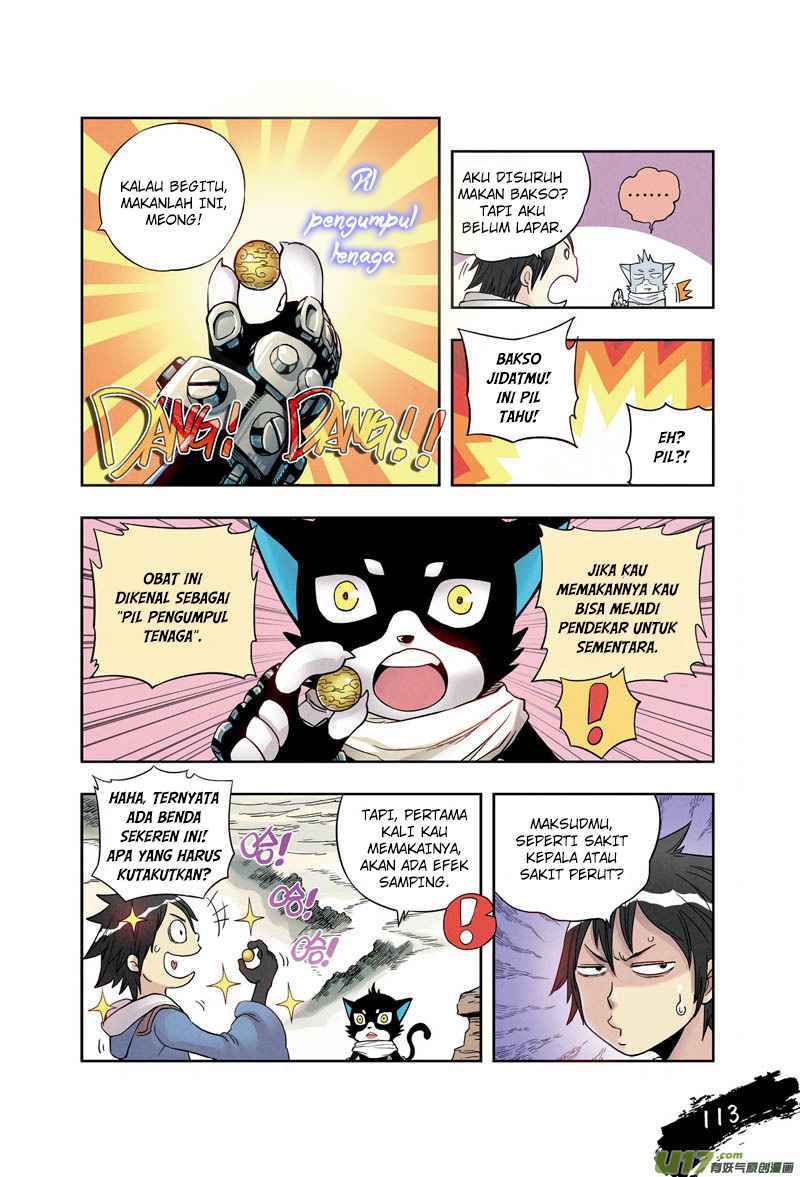 KALAU BEGITU,
MAKANLAH INI,
MEONG!
Pil
pengumpul
tenaga
DANG! DANG!!
AKU DISURUH
MAKAN BAKSO?
TAPI AKU
BELUM LAPAR.
......
BAKSO
JIDATMU!
INI PIL
TAHU!
EH?
PIL?!
OBAT INI
DIKENAL SEBAGAI
"PIL PENGUMPUL
TENAGA".
JIKA KAU
MEMAKANNYA KAU
BISA MEJADI
PENDEKAR UNTUK
SEMENTARA.
!
HAHA, TERNYATA
ADA BENDA
SEKEREN INI!
APA YANG HARUS
KUTAKUTKAN?
哈!
哈!
哈!
TAPI, PERTAMA
KALI KAU
MEMAKAINYA,
AKAN ADA EFEK
SAMPING.
!
MAKSUDMU,
SEPERTI SAKIT
KEPALA ATAU
SAKIT PERUT?
113
U17
有妖气原创漫画